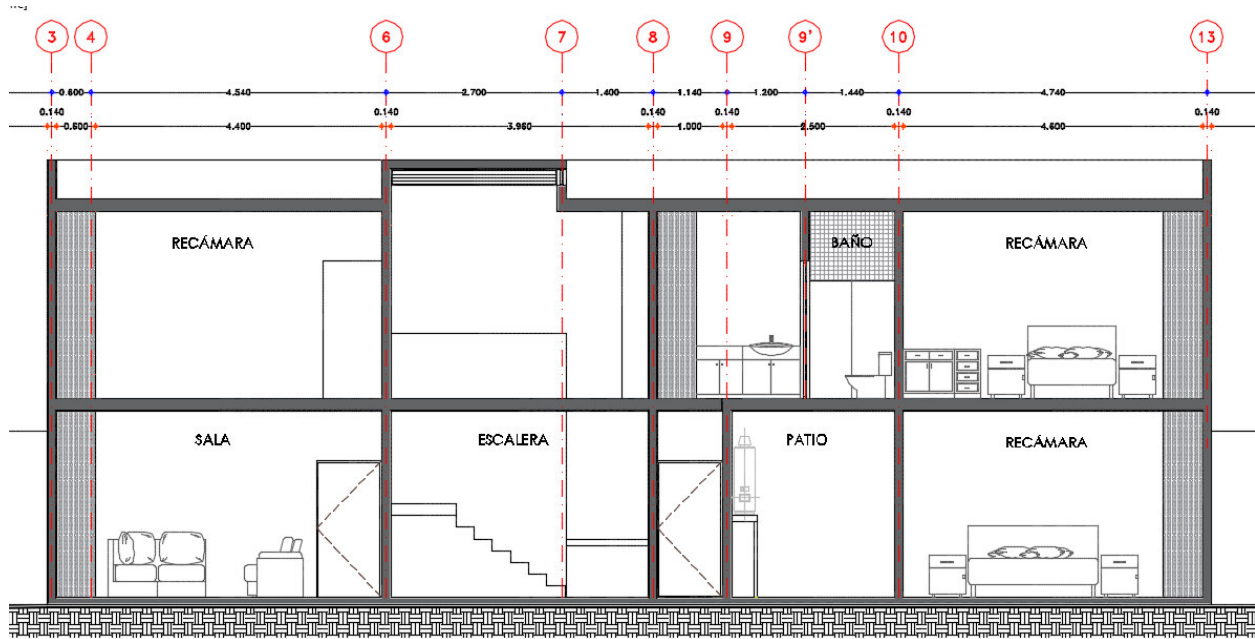 3 4 6 7 8 9 9' 10 13
0.600 4.540 2.700 1.400 1.140 1.200 1.440 4.740
0.140 0.140 0.140 0.140 0.140 0.140
0.600 4.400 3.960 1.000 2.500 4.600
RECÁMARA BAÑO RECÁMARA
SALA ESCALERA PATIO RECÁMARA